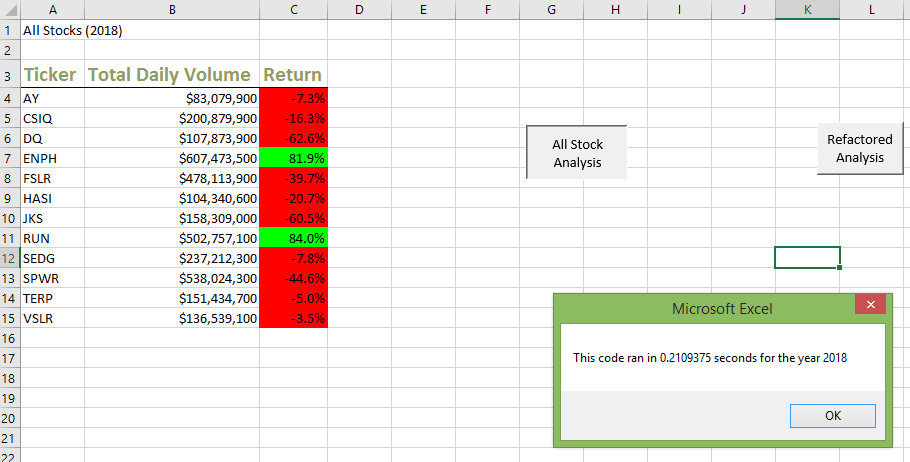 A B C D E F G H I J K L
1 All Stocks (2018)
2
3 Ticker Total Daily Volume Return
4 AY $83,079,900 -7.3%
5 CSIQ $200,879,900 -16.3%
6 DQ $107,873,900 -62.6%
7 ENPH $607,473,500 81.9%
8 FSLR $478,113,900 -39.7%
9 HASI $104,340,600 -20.7%
10 JKS $158,309,000 -60.5%
11 RUN $502,757,100 84.0%
12 SEDG $237,212,300 -7.8%
13 SPWR $538,024,300 -44.6%
14 TERP $151,434,700 -5.0%
15 VSLR $136,539,100 -3.5%
16
17
18
19
20
21
22
All Stock
Analysis
Refactored
Analysis
Microsoft Excel
This code ran in 0.2109375 seconds for the year 2018
OK